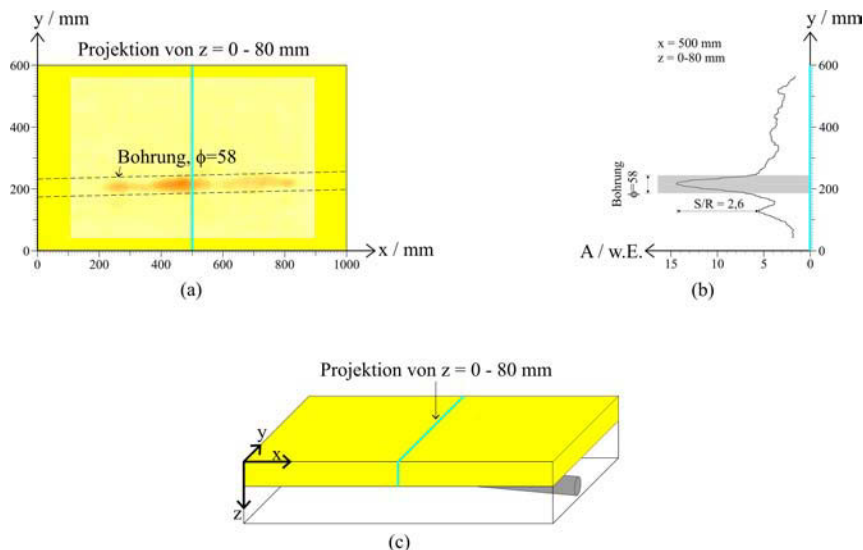 y / mm
Projektion von z = 0 - 80 mm
600
400
200
0
Bohrung, ϕ=58
0 200 400 600 800 1000
x / mm
(a)
y / mm
x = 500 mm
z = 0-80 mm
600
400
200
0
Bohrung
ϕ=58
S/R = 2,6
A / w.E.
15 10 5 0
(b)
Projektion von z = 0 - 80 mm
y
x
z
(c)